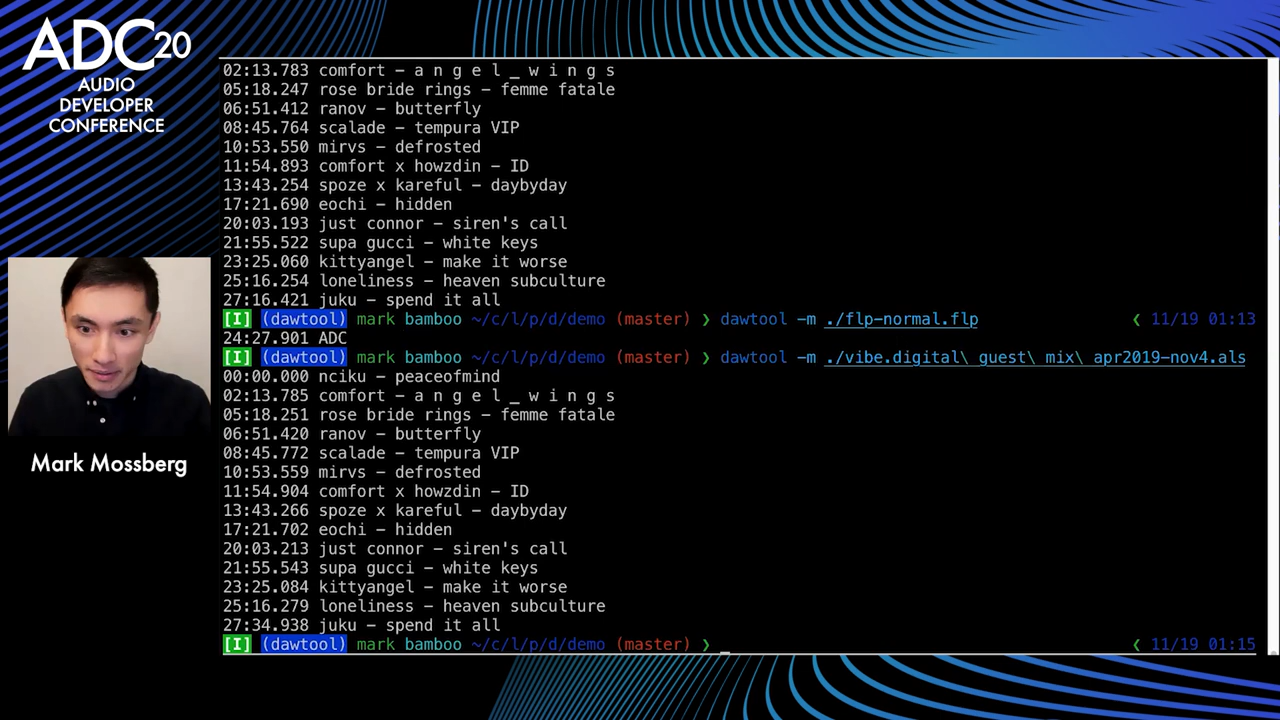 ADC20
AUDIO
DEVELOPER
CONFERENCE
02:13.783 comfort – a n g e l _ w i n g s
05:18.247 rose bride rings – femme fatale
06:51.412 ranov – butterfly
08:45.764 scalade – tempura VIP
10:53.550 mirvs – defrosted
11:54.893 comfort x howzdin – ID
13:43.254 spoze x kareful – daybyday
17:21.690 eochi – hidden
20:03.193 just connor – siren's call
21:55.522 supa gucci – white keys
23:25.060 kittyangel – make it worse
25:16.254 loneliness – heaven subculture
27:16.421 juku – spend it all
[I] (dawtool) mark bamboo ~/c/l/p/d/demo (master) ❯ dawtool –m ./flp–normal.flp ❮ 11/19 01:13
24:27.901 ADC
[I] (dawtool) mark bamboo ~/c/l/p/d/demo (master) ❯ dawtool –m ./vibe.digital\ guest\ mix\ apr2019–nov4.als
00:00.000 nciku – peaceofmind
02:13.785 comfort – a n g e l _ w i n g s
05:18.251 rose bride rings – femme fatale
06:51.420 ranov – butterfly
08:45.772 scalade – tempura VIP
10:53.559 mirvs – defrosted
11:54.904 comfort x howzdin – ID
13:43.266 spoze x kareful – daybyday
17:21.702 eochi – hidden
20:03.213 just connor – siren's call
21:55.543 supa gucci – white keys
23:25.084 kittyangel – make it worse
25:16.279 loneliness – heaven subculture
27:34.938 juku – spend it all
[I] (dawtool) mark bamboo ~/c/l/p/d/demo (master) ❯ ❮ 11/19 01:15
Mark Mossberg